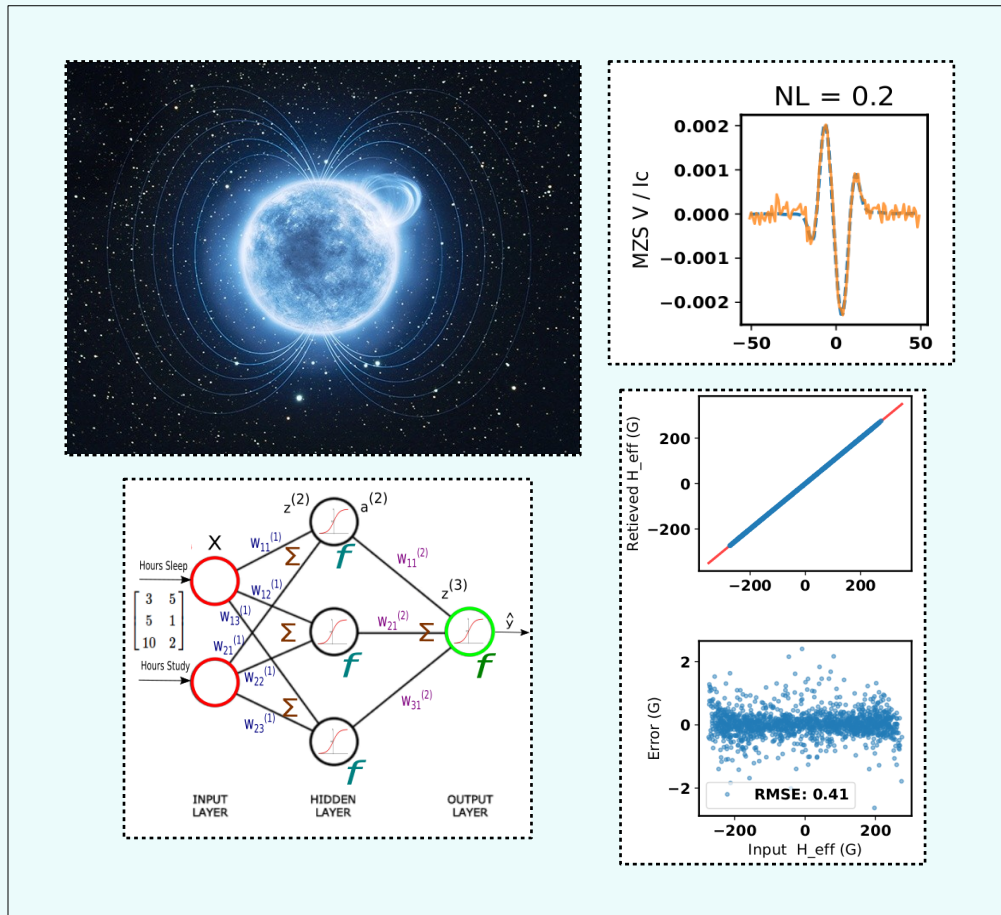 NL = 0.2
MZS V / Ic
0.002
0.001
0.000
−0.001
−0.002
−50 0 50
Retieved H_eff (G)
200
0
−200
−200 0 200
Error (G)
2
0
−2
RMSE: 0.41
−200 0 200
Input H_eff (G)
z(2) a(2)
X
Hours Sleep
3 5
5 1
10 2
Hours Study
W11(1)
W12(1)
W13(1)
W21(1)
W22(1)
W23(1)
Σ
f
Σ
f
Σ
f
W11(2)
W21(2)
W31(2)
z(3)
Σ
f
ŷ
INPUT LAYER
HIDDEN LAYER
OUTPUT LAYER